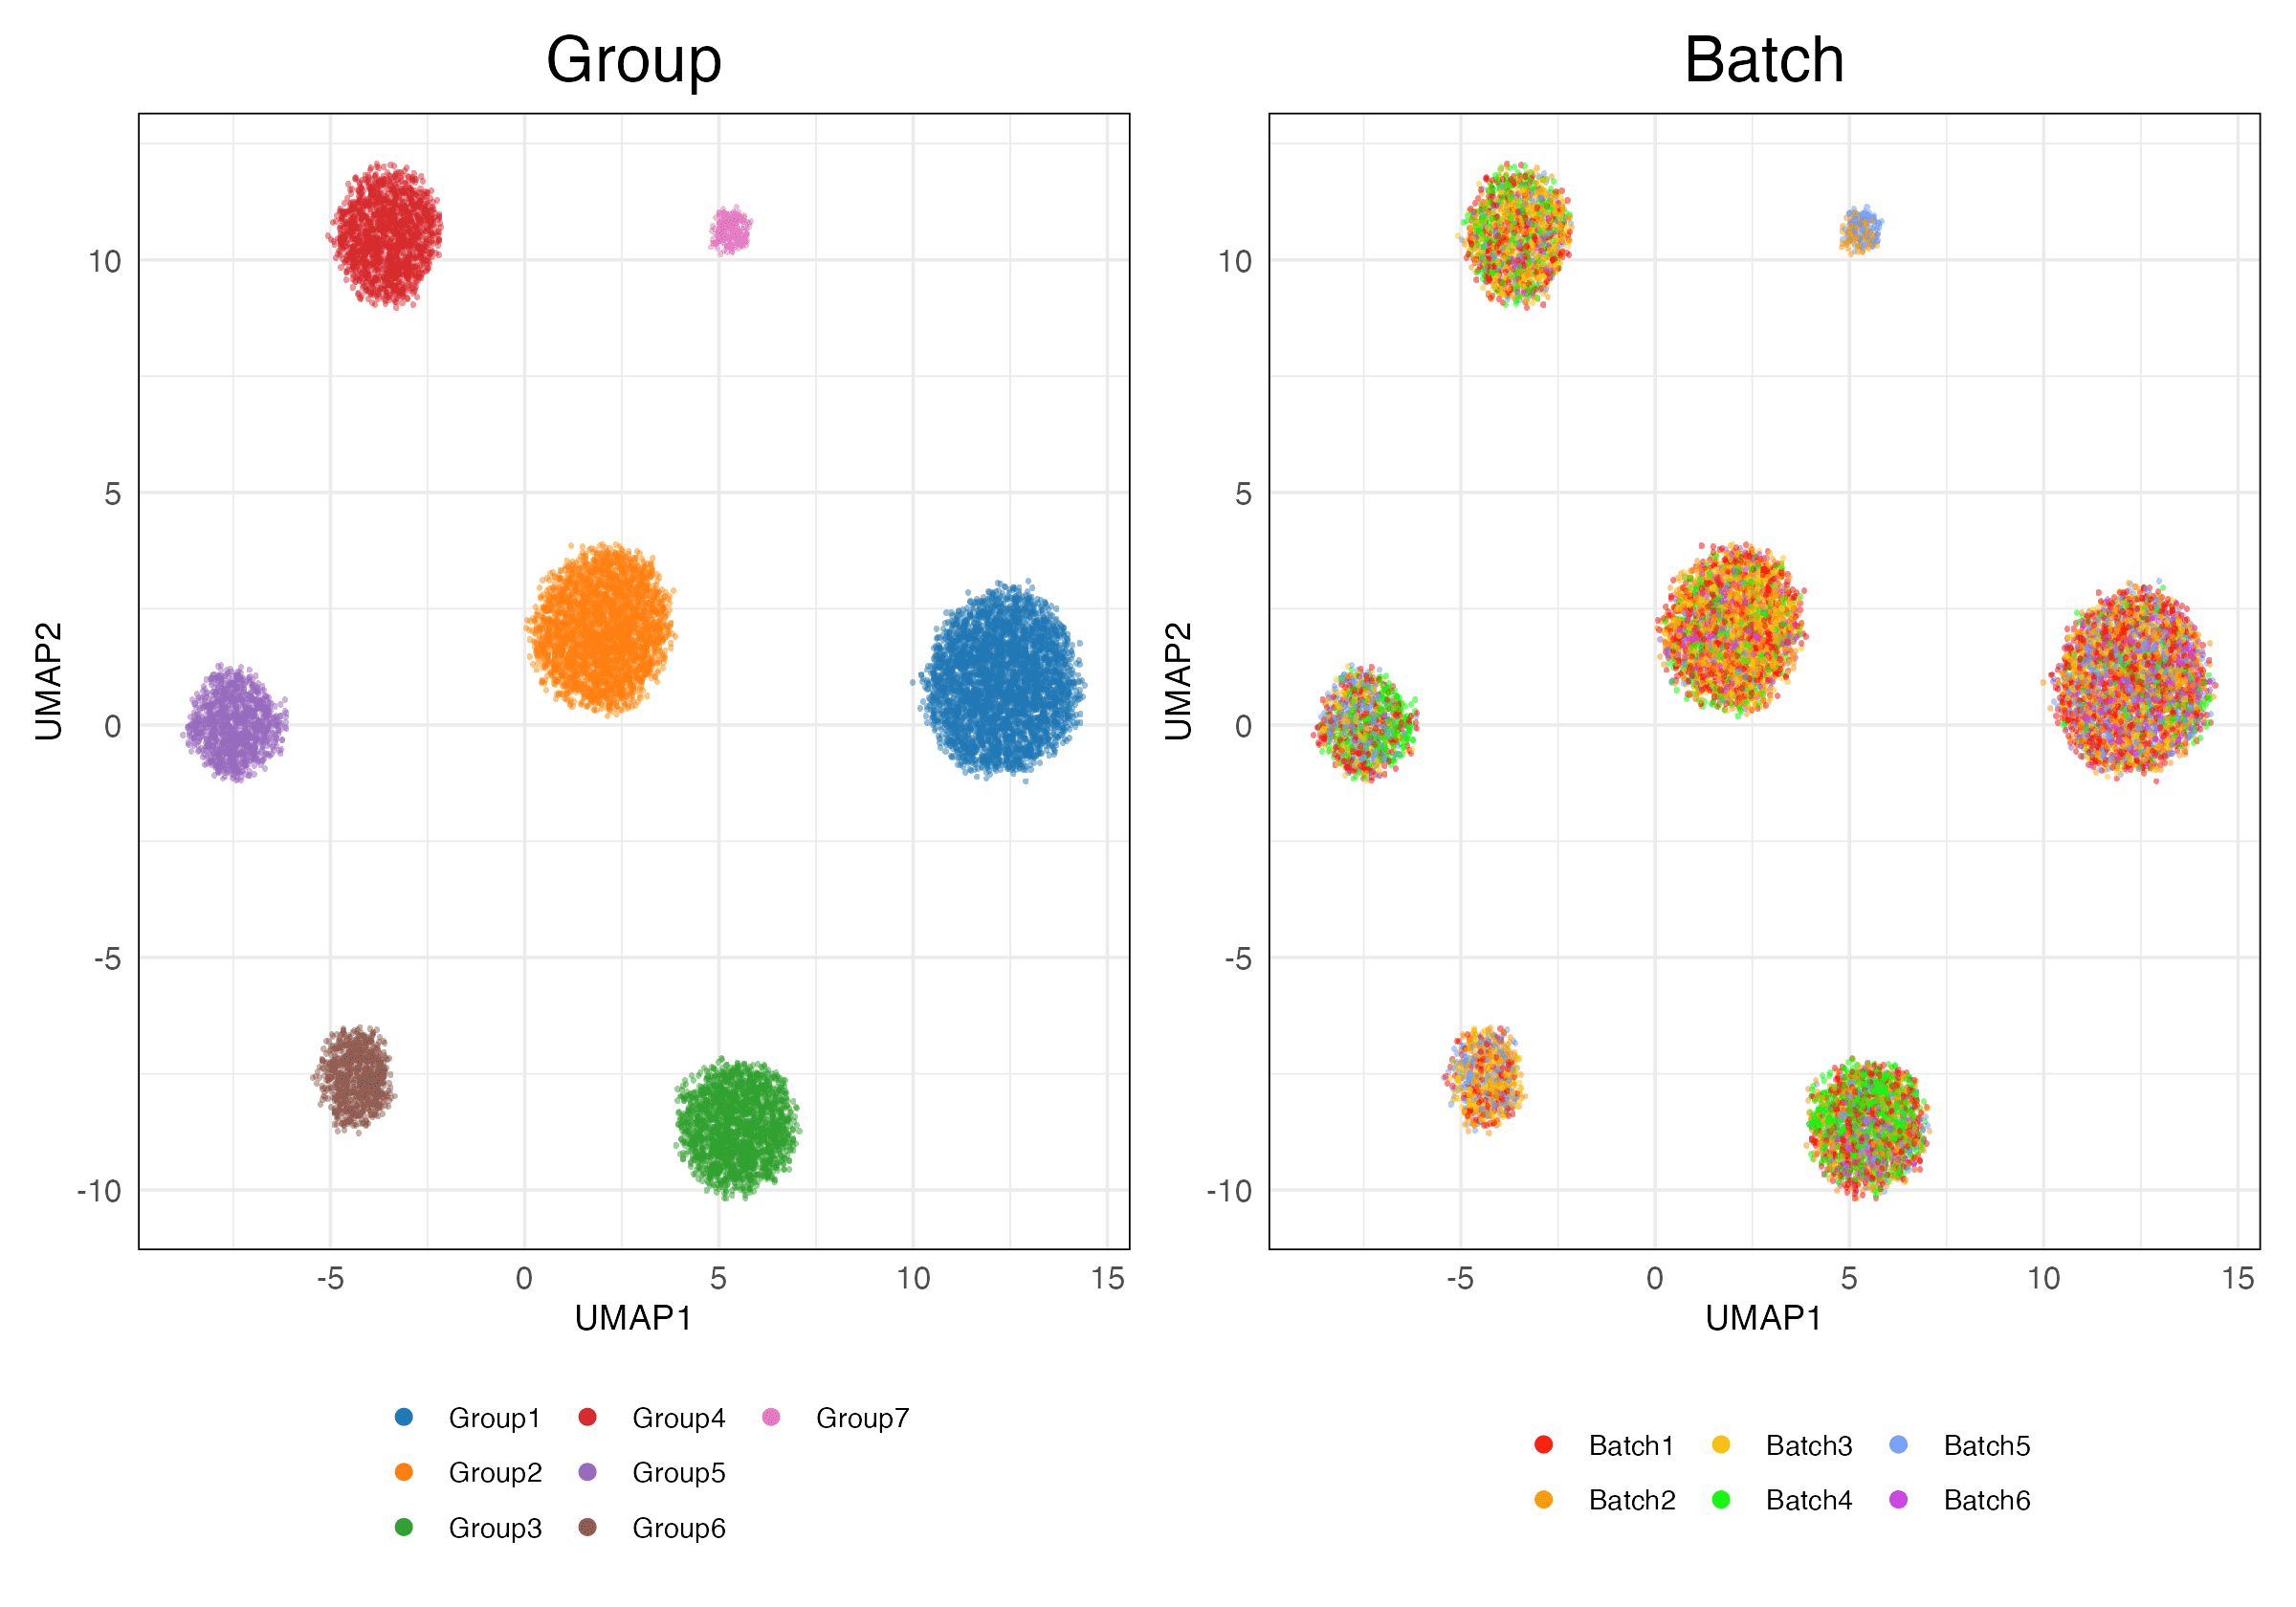 Group
Batch
UMAP2
10
5
0
-5
-10
-5 0 5 10 15
UMAP1
Group1 Group4 Group7
Group2 Group5
Group3 Group6
UMAP2
10
5
0
-5
-10
-5 0 5 10 15
UMAP1
Batch1 Batch3 Batch5
Batch2 Batch4 Batch6